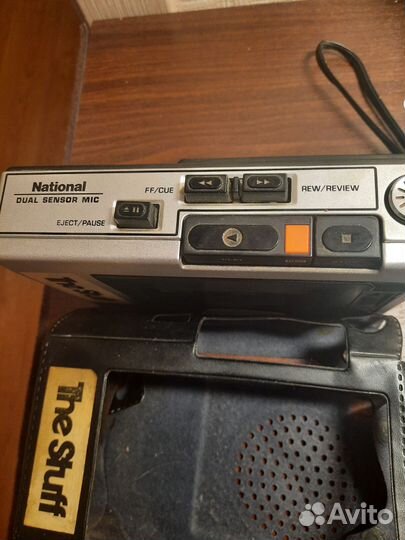 National
DUAL SENSOR MIC
FF/CUE
REW/REVIEW
EJECT/PAUSE
The Stuff
Avito